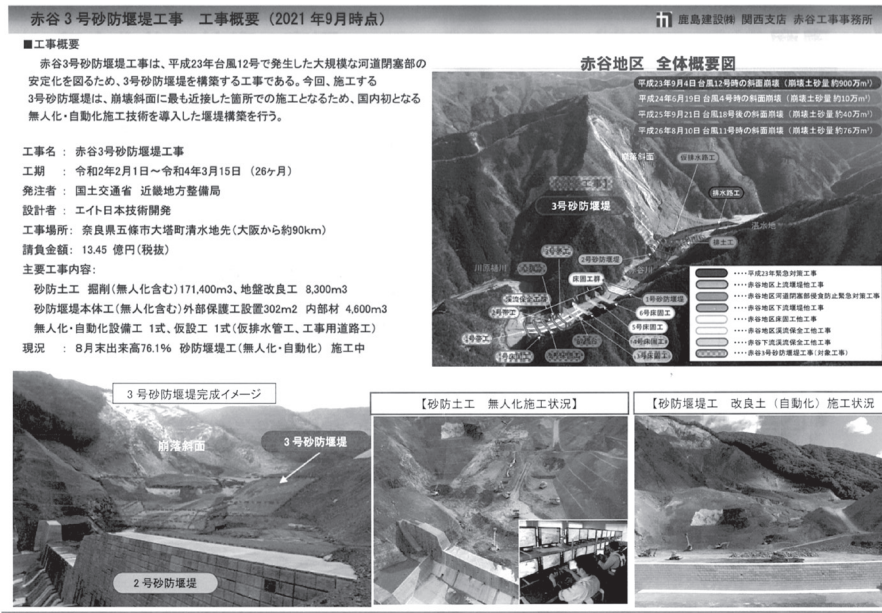 赤谷3号砂防堰堤工事 工事概要（2021年9月時点）
鹿島建設㈱ 関西支店 赤谷工事事務所
■工事概要
赤谷3号砂防堰堤工事は、平成23年台風12号で発生した大規模な河道閉塞部の
安定化を図るため、3号砂防堰堤を構築する工事である。今回、施工する
3号砂防堰堤は、崩壊斜面に最も近接した箇所での施工となるため、国内初となる
無人化・自動化施工技術を導入した堰堤構築を行う。
工事名 ： 赤谷3号砂防堰堤工事
工期 ： 令和2年2月1日～令和4年3月15日 （26ヶ月）
発注者 ： 国土交通省 近畿地方整備局
設計者 ： エイト日本技術開発
工事場所： 奈良県五條市大塔町清水地先（大阪から約90km）
請負金額： 13.45 億円（税抜）
主要工事内容：
砂防土工 掘削（無人化含む）171,400m3、地盤改良工 8,300m3
砂防堰堤本体工（無人化含む）外部保護工設置302m2 内部材 4,600m3
無人化・自動化設備工 1式、仮設工 1式（仮排水管工、工事用道路工）
現況 ： 8月末出来高76.1% 砂防堰堤工（無人化・自動化） 施工中
赤谷地区 全体概要図
平成23年9月4日 台風12号時の斜面崩壊 （崩壊土砂量 約900万m³）
平成24年6月19日 台風4号時の斜面崩壊 （崩壊土砂量 約10万m³）
平成25年9月21日 台風18号後の斜面崩壊 （崩壊土砂量 約40万m³）
平成26年8月10日 台風11号時の斜面崩壊 （崩壊土砂量 約76万m³）
崩落斜面
仮排水路工
排水路工
3号砂防堰堤
湛水地
排土工
川原樋川
2号砂防堰堤
床固工群
渓流保全工群
1号砂防堰堤
6号床固工
5号床固工
3号床固工
････平成23年緊急対策工事
････赤谷地区上流堰堤他工事
････赤谷地区河道閉塞部侵食防止緊急対策工事
････赤谷地区下流堰堤他工事
････赤谷地区床固工他工事
････赤谷地区渓流保全工他工事
････赤谷下流渓流保全工他工事
････赤谷3号砂防堰堤工事（対象工事）
3号砂防堰堤完成イメージ
崩落斜面
3号砂防堰堤
2号砂防堰堤
【砂防土工 無人化施工状況】
【砂防堰堤工 改良土（自動化）施工状況